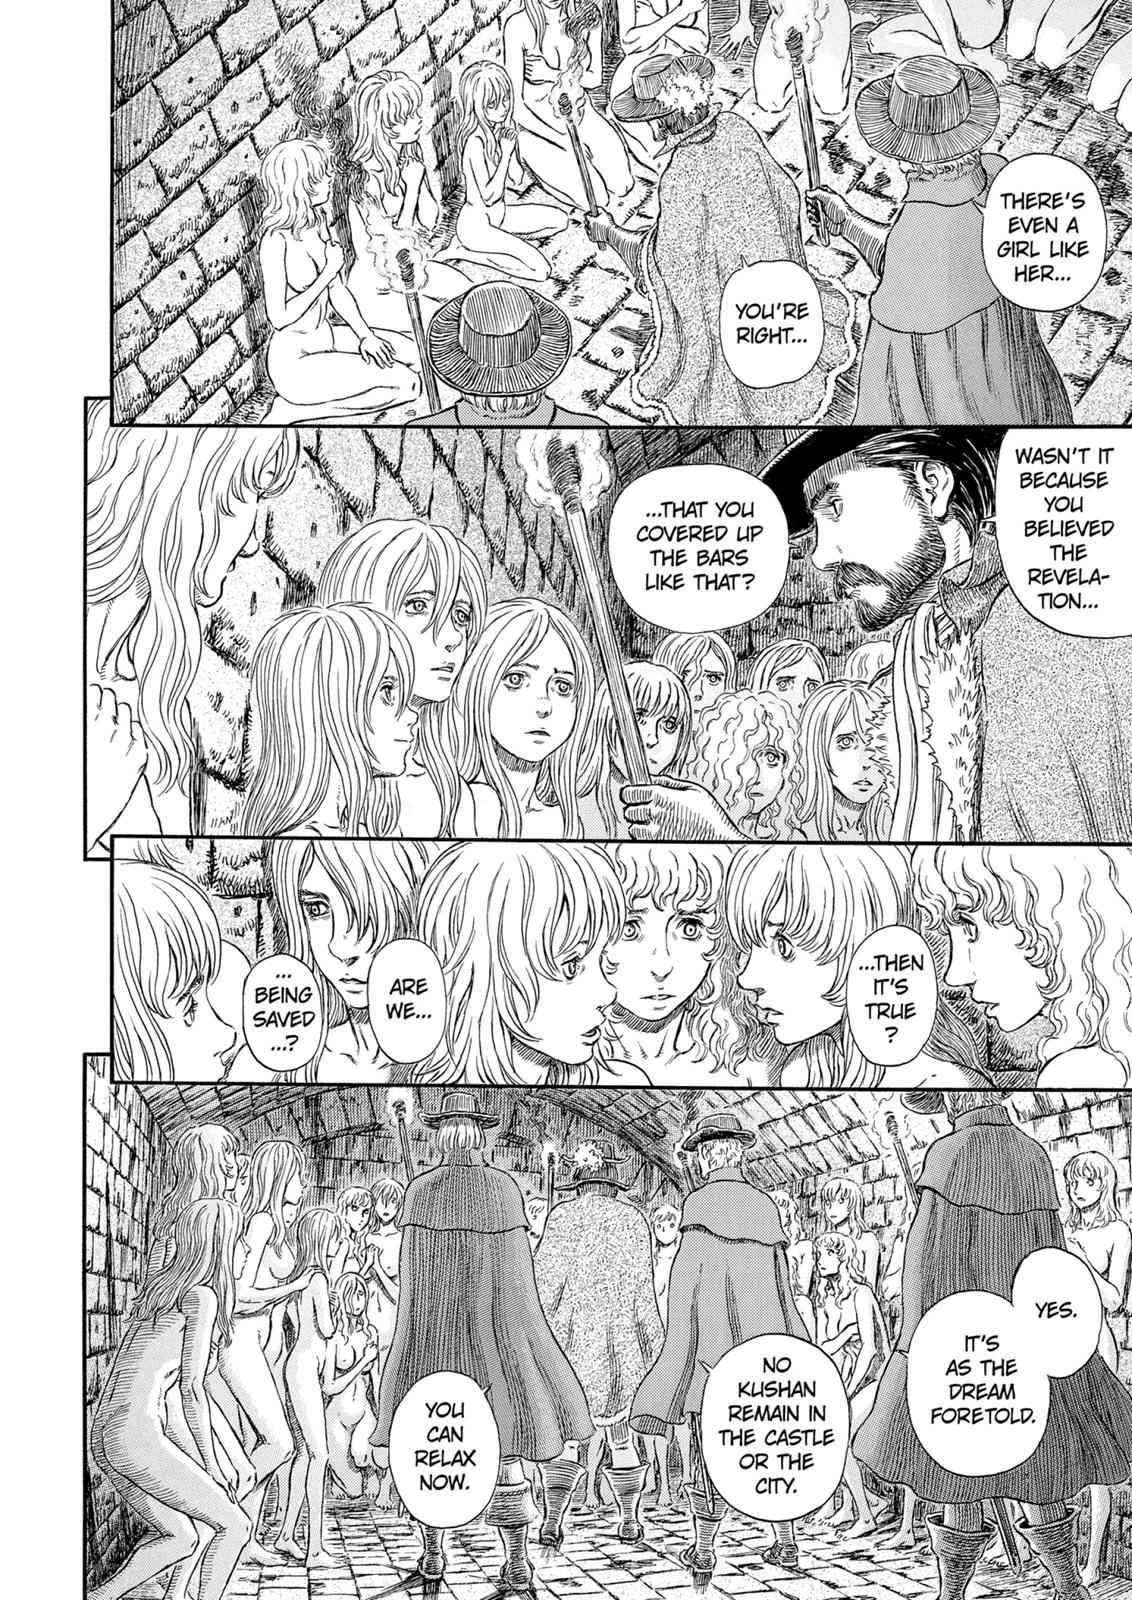 THERE'S
EVEN A
GIRL LIKE
HER...
YOU'RE
RIGHT...
WASN'T IT
BECAUSE
YOU
BELIEVED
THE
REVELA-
TION...
...THAT YOU
COVERED UP
THE BARS
LIKE THAT?
...THEN
IT'S
TRUE
?
ARE
WE...
...
BEING
SAVED
...?
YES.
IT'S
AS THE
DREAM
FORETOLD.
NO
KUSHAN
REMAIN IN
THE CASTLE
OR THE
CITY.
YOU
CAN
RELAX
NOW.